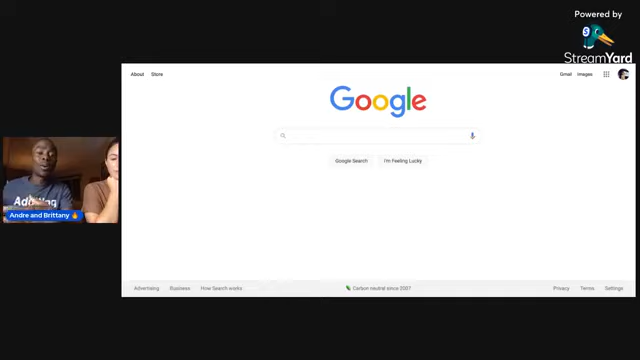 Powered by
StreamYard
About Store Gmail Images
Google
Google Search I'm Feeling Lucky
Andre and Brittany 🔥
Advertising Business How Search works Carbon neutral since 2007 Privacy Terms Settings